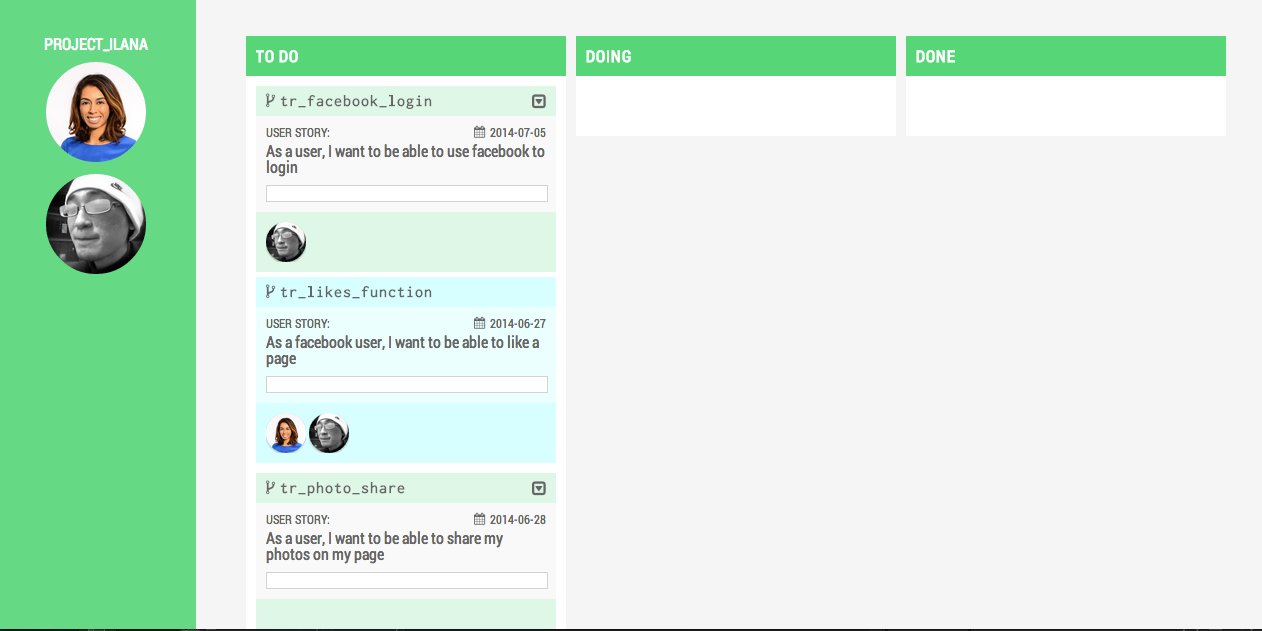 PROJECT_ILANA
TO DO
DOING
DONE
tr_facebook_login
USER STORY:
2014-07-05
As a user, I want to be able to use facebook to
login
tr_likes_function
USER STORY:
2014-06-27
As a facebook user, I want to be able to like a
page
tr_photo_share
USER STORY:
2014-06-28
As a user, I want to be able to share my
photos on my page